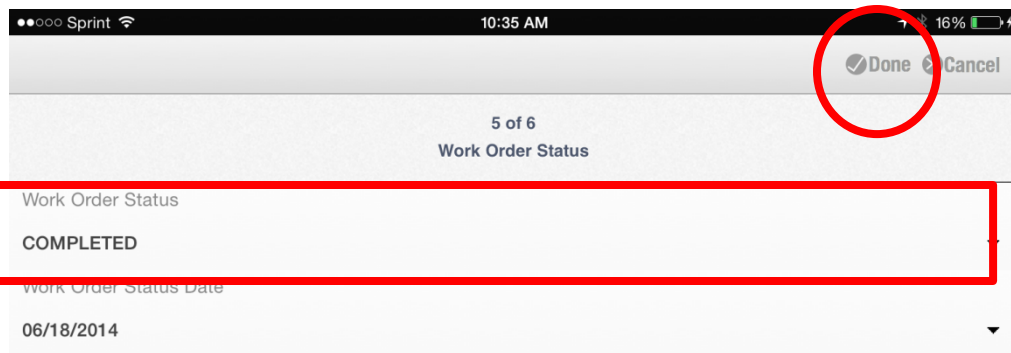 Sprint 10:35 AM 16%
Done Cancel
5 of 6
Work Order Status
Work Order Status
COMPLETED
Work Order Status Date
06/18/2014